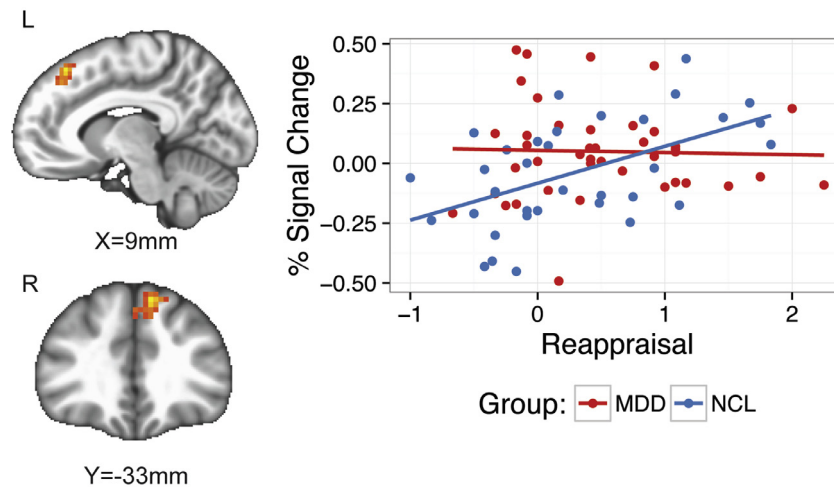 L
X=9mm
R
Y=-33mm
% Signal Change
0.50
0.25
0.00
−0.25
−0.50
−1
0
1
2
Reappraisal
Group: MDD NCL